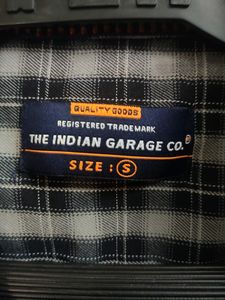 QUALITY GOODS
REGISTERED TRADEMARK
THE INDIAN GARAGE CO.®
SIZE : S